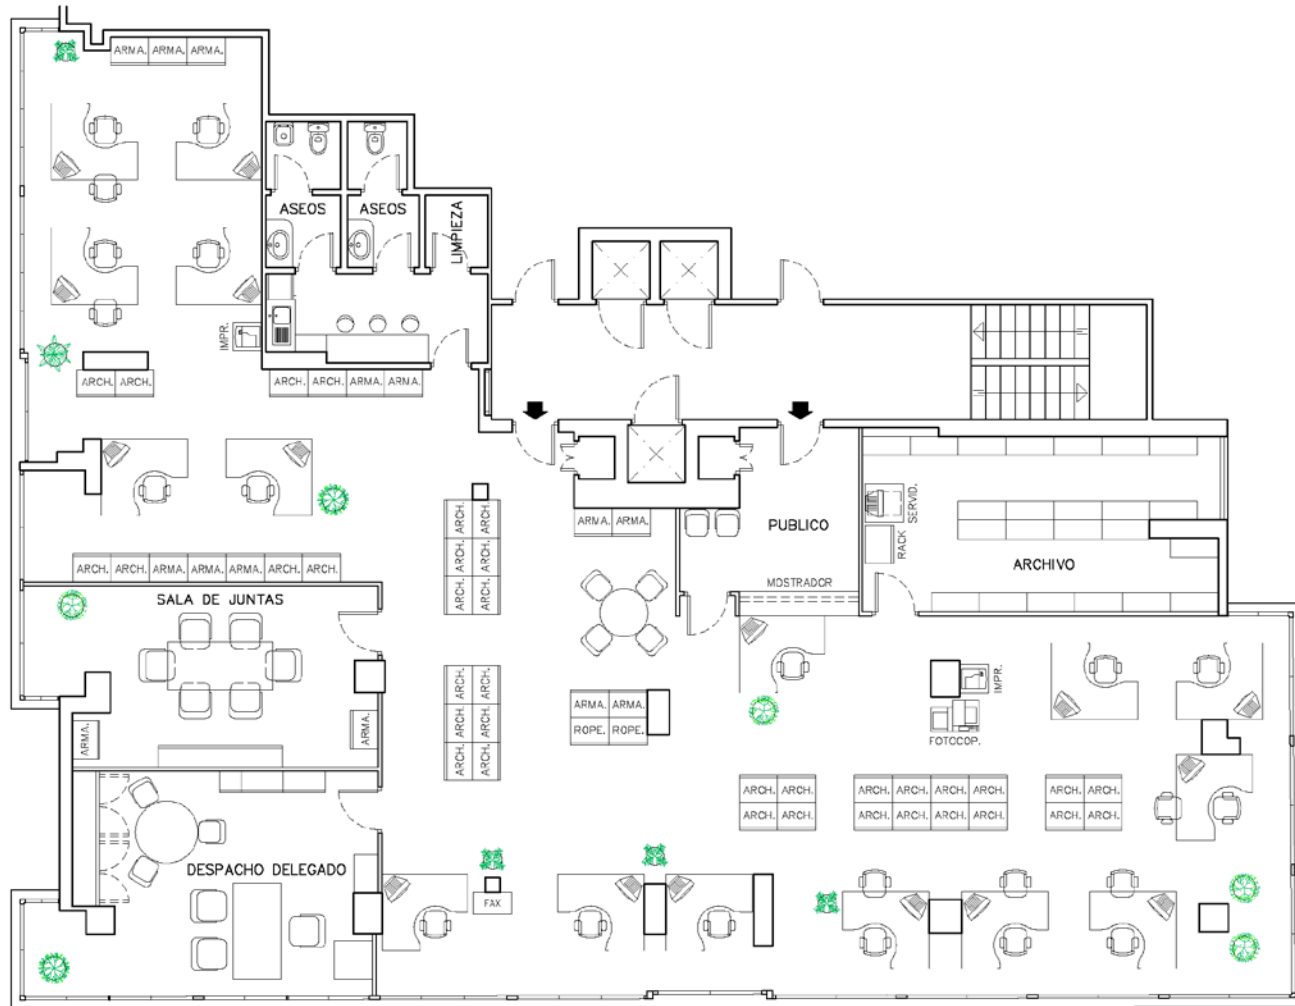 ARMA. ARMA. ARMA.
ASEOS
ASEOS
LIMPIEZA
IMPR.
ARCH. ARCH.
ARCH. ARCH. ARMA. ARMA.
ARCH. ARCH.
ARCH. ARCH.
ARCH. ARCH.
ARMA. ARMA.
PUBLICO
SERVID.
RACK
ARCHIVO
MOSTRADOR
ARCH. ARCH. ARMA. ARMA. ARMA. ARCH. ARCH.
SALA DE JUNTAS
ARMA.
ARMA.
ARCH. ARCH.
ARCH. ARCH.
ARCH. ARCH.
ARMA. ARMA.
ROPE. ROPE.
IMPR.
FOTOCOP.
ARCH. ARCH.
ARCH. ARCH.
ARCH. ARCH. ARCH. ARCH.
ARCH. ARCH. ARCH. ARCH.
ARCH. ARCH.
ARCH. ARCH.
DESPACHO DELEGADO
FAX